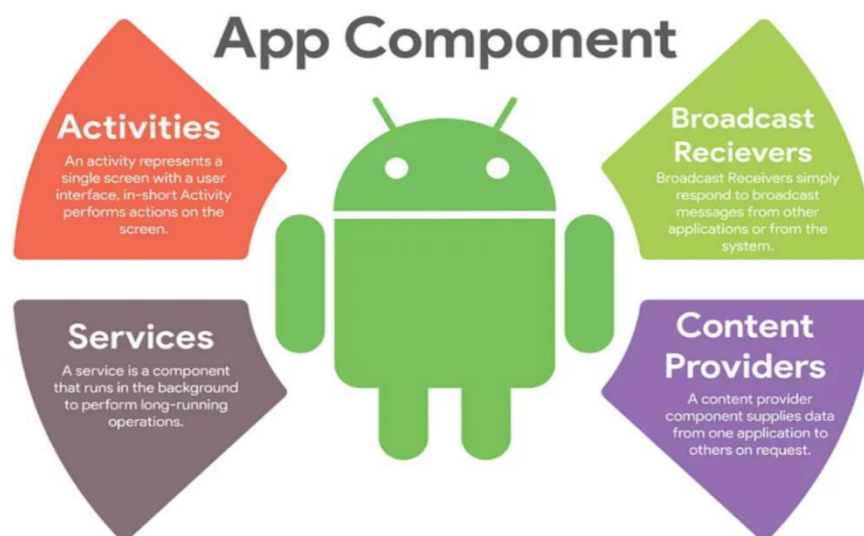 App Component
Activities
An activity represents a
single screen with a user
interface, in-short Activity
performs actions on the
screen.
Broadcast
Recievers
Broadcast Receivers simply
respond to broadcast
messages from other
applications or from the
system.
Services
A service is a component
that runs in the background
to perform long-running
operations.
Content
Providers
A content provider
component supplies data
from one application to
others on request.